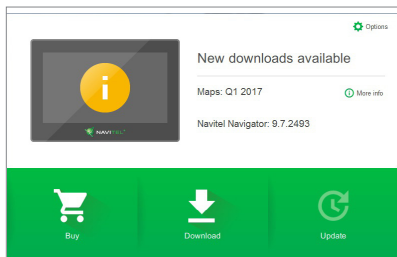 Options
New downloads available
Maps: Q1 2017
More info
NAVITEL
Navitel Navigator: 9.7.2493
Buy
Download
Update